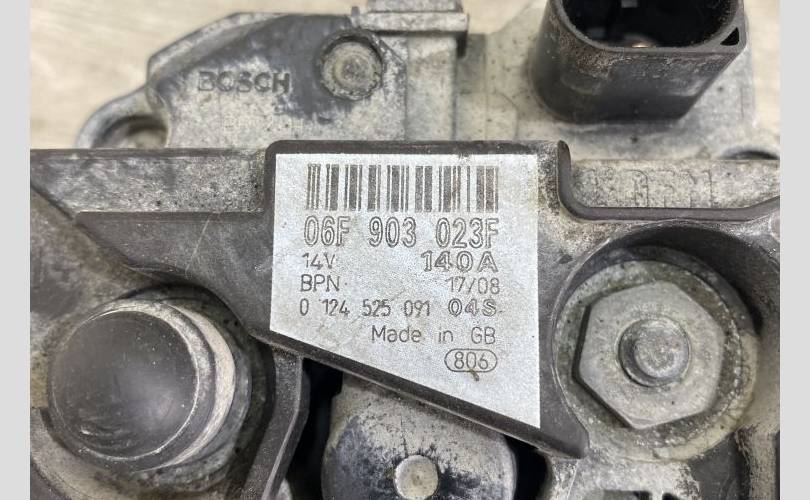 BOSCH
06F 903 023F
14V 140A
BPN 17/08
0 124 525 091 04S
Made in GB
806